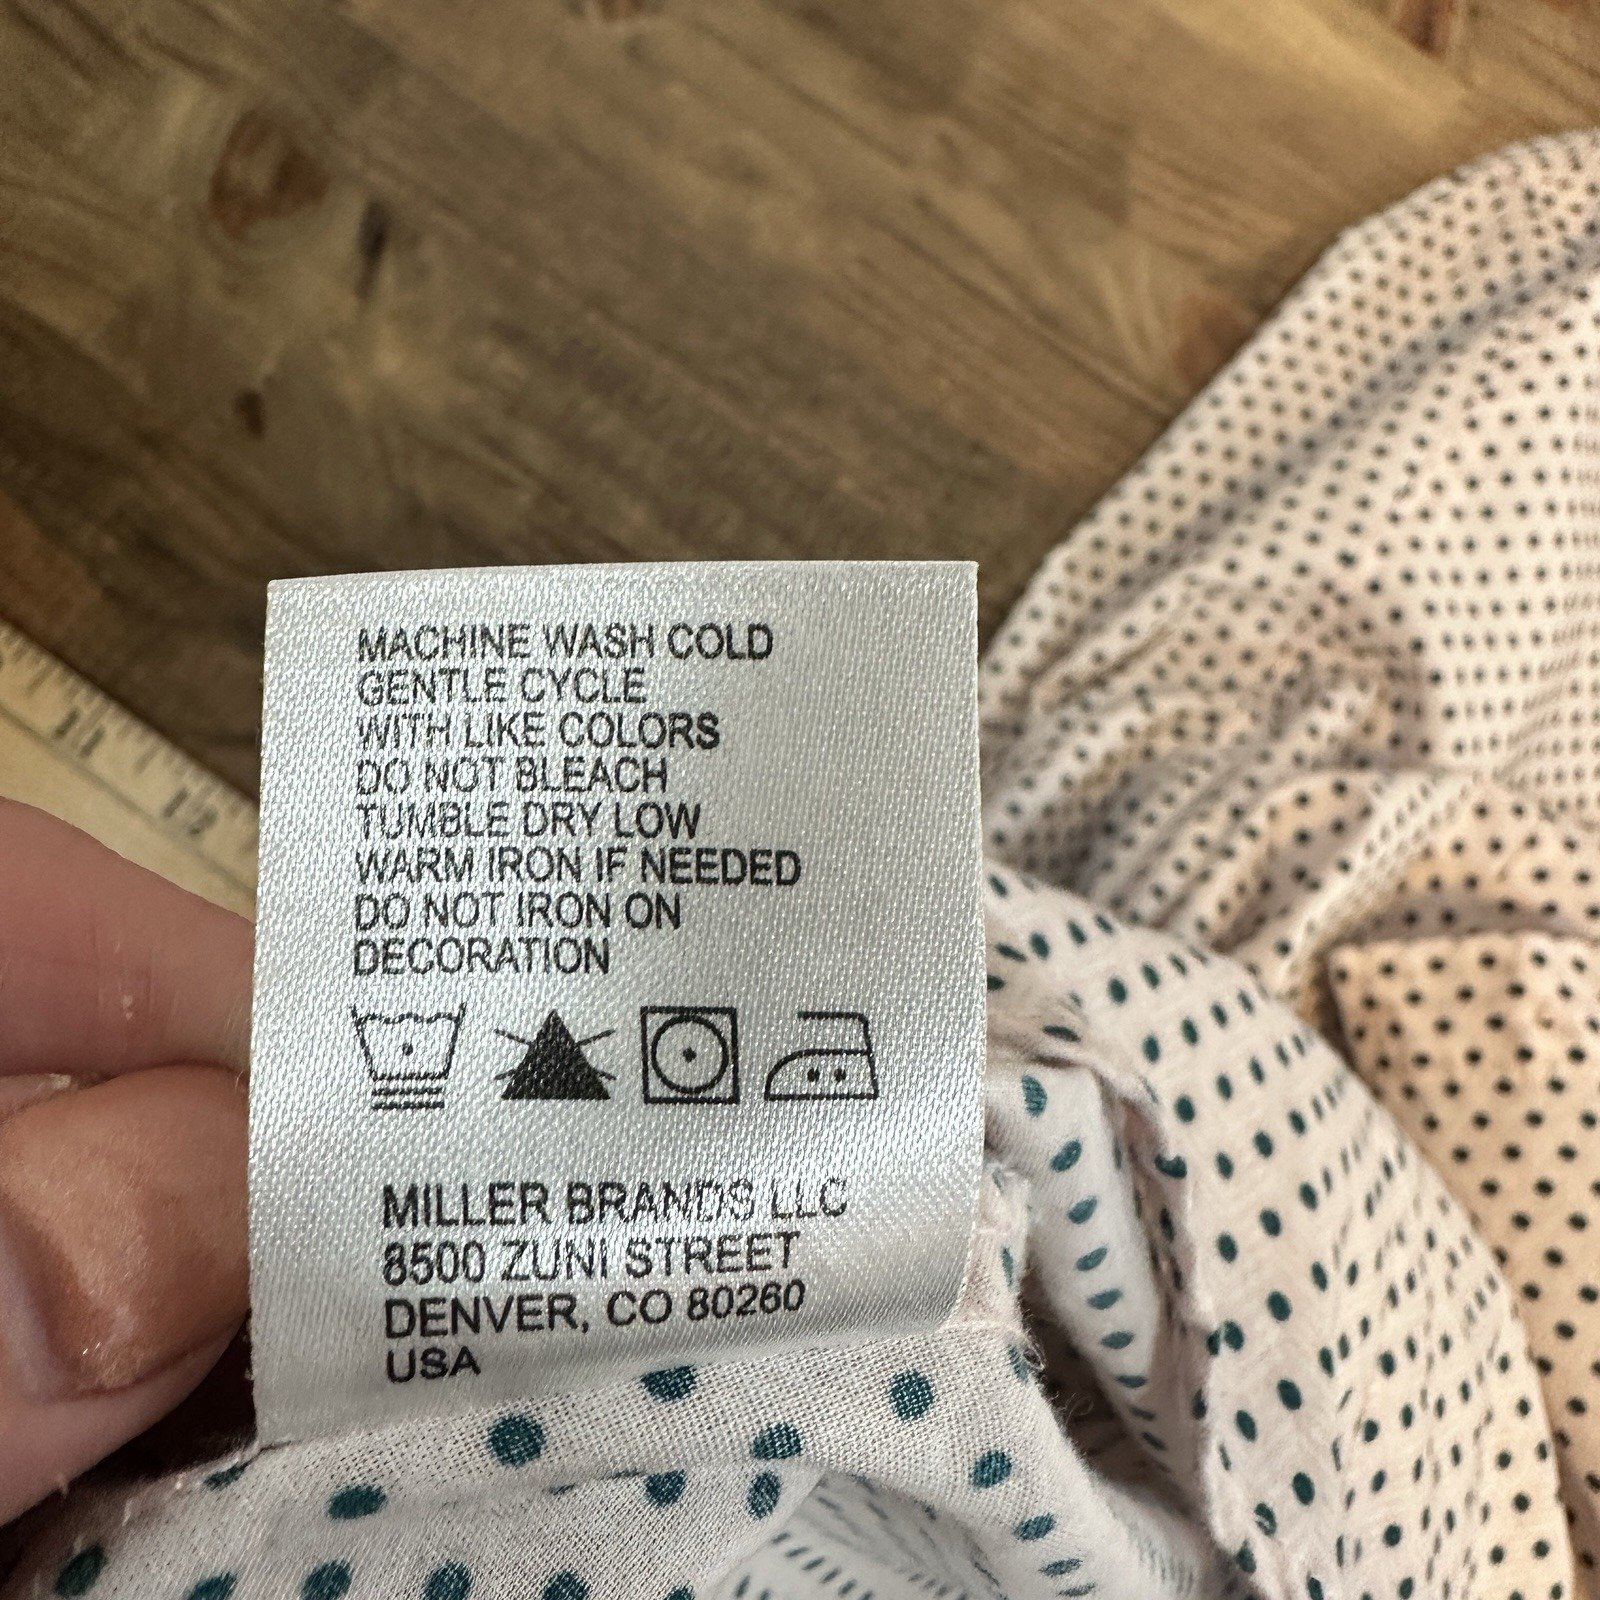 MACHINE WASH COLD
GENTLE CYCLE
WITH LIKE COLORS
DO NOT BLEACH
TUMBLE DRY LOW
WARM IRON IF NEEDED
DO NOT IRON ON
DECORATION
MILLER BRANDS LLC
8500 ZUNI STREET
DENVER, CO 80260
USA